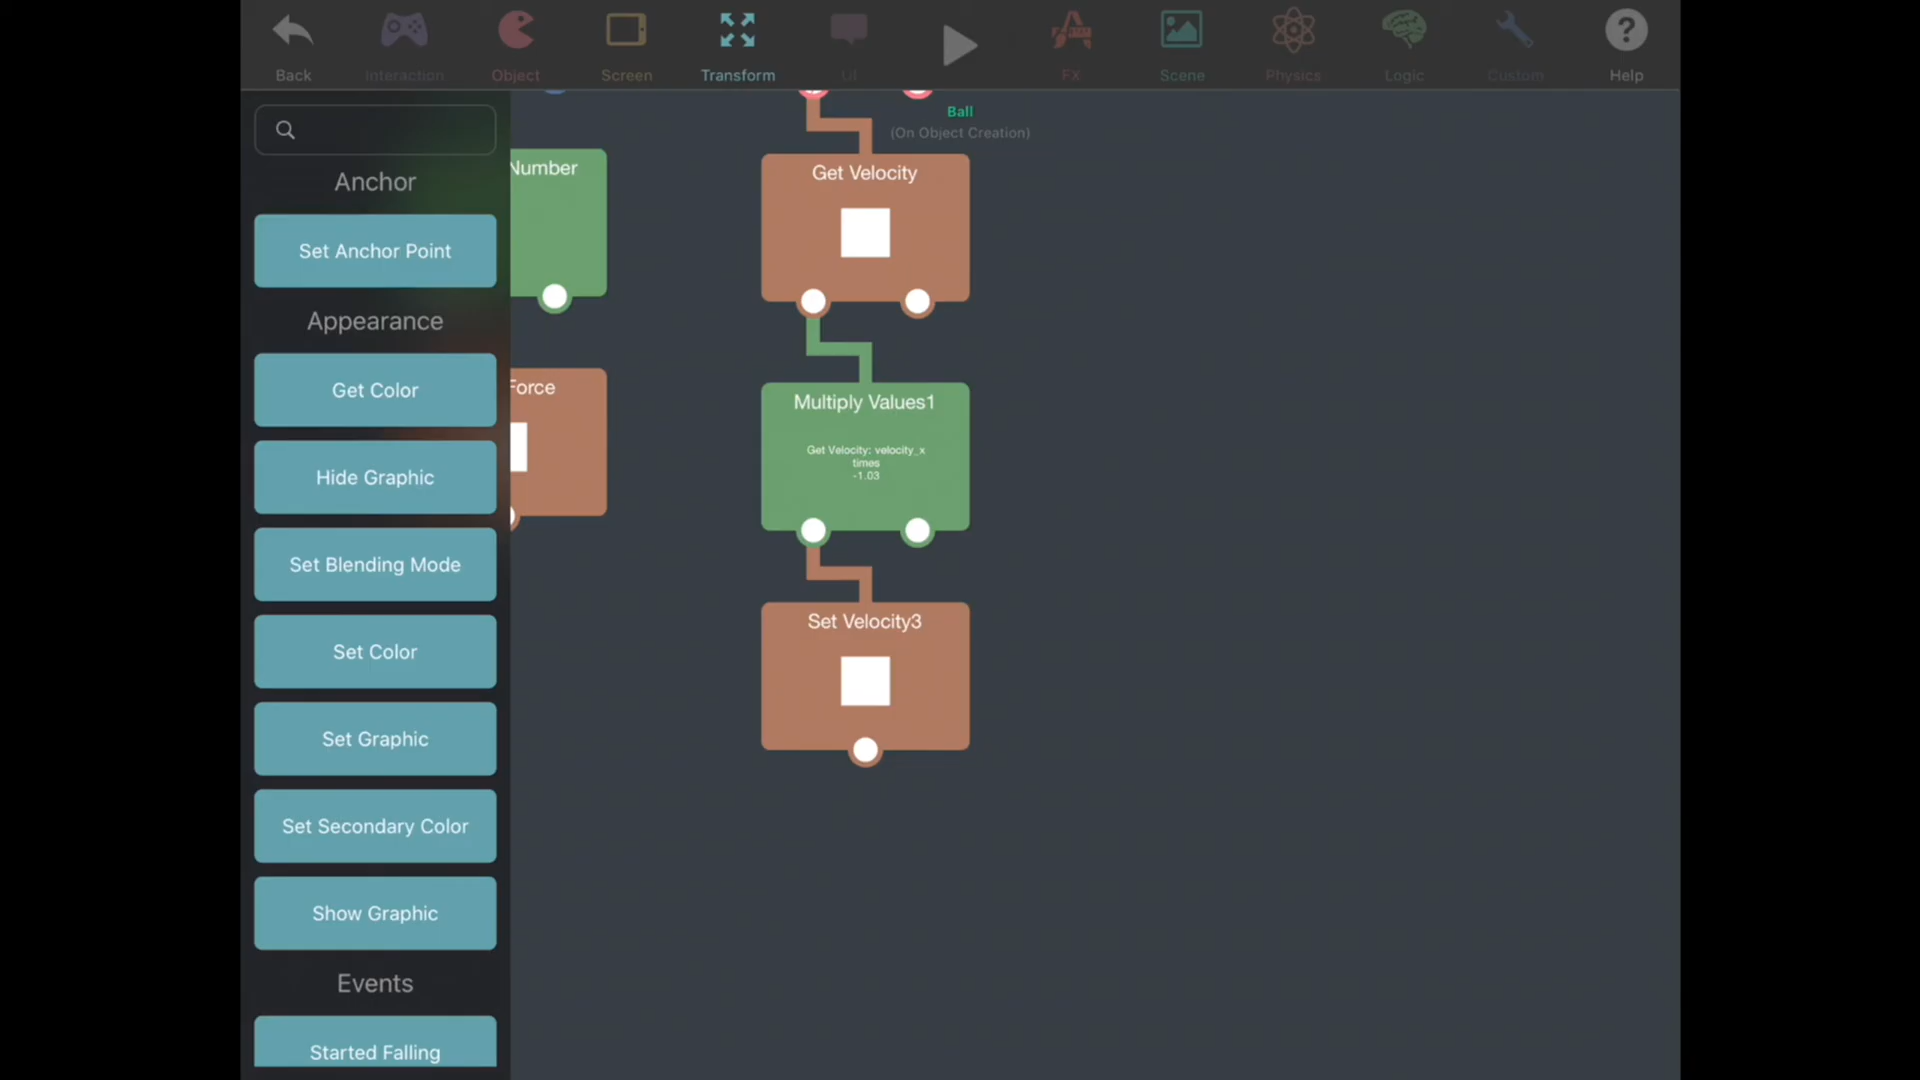 Back
Interaction
Object
Screen
Transform
UI
FX
Scene
Physics
Logic
Custom
?
Help
Anchor
Set Anchor Point
Appearance
Get Color
Hide Graphic
Set Blending Mode
Set Color
Set Graphic
Set Secondary Color
Show Graphic
Events
Started Falling
Number
Force
Ball
(On Object Creation)
Get Velocity
Multiply Values1
Get Velocity: velocity_x
times
-1.03
Set Velocity3